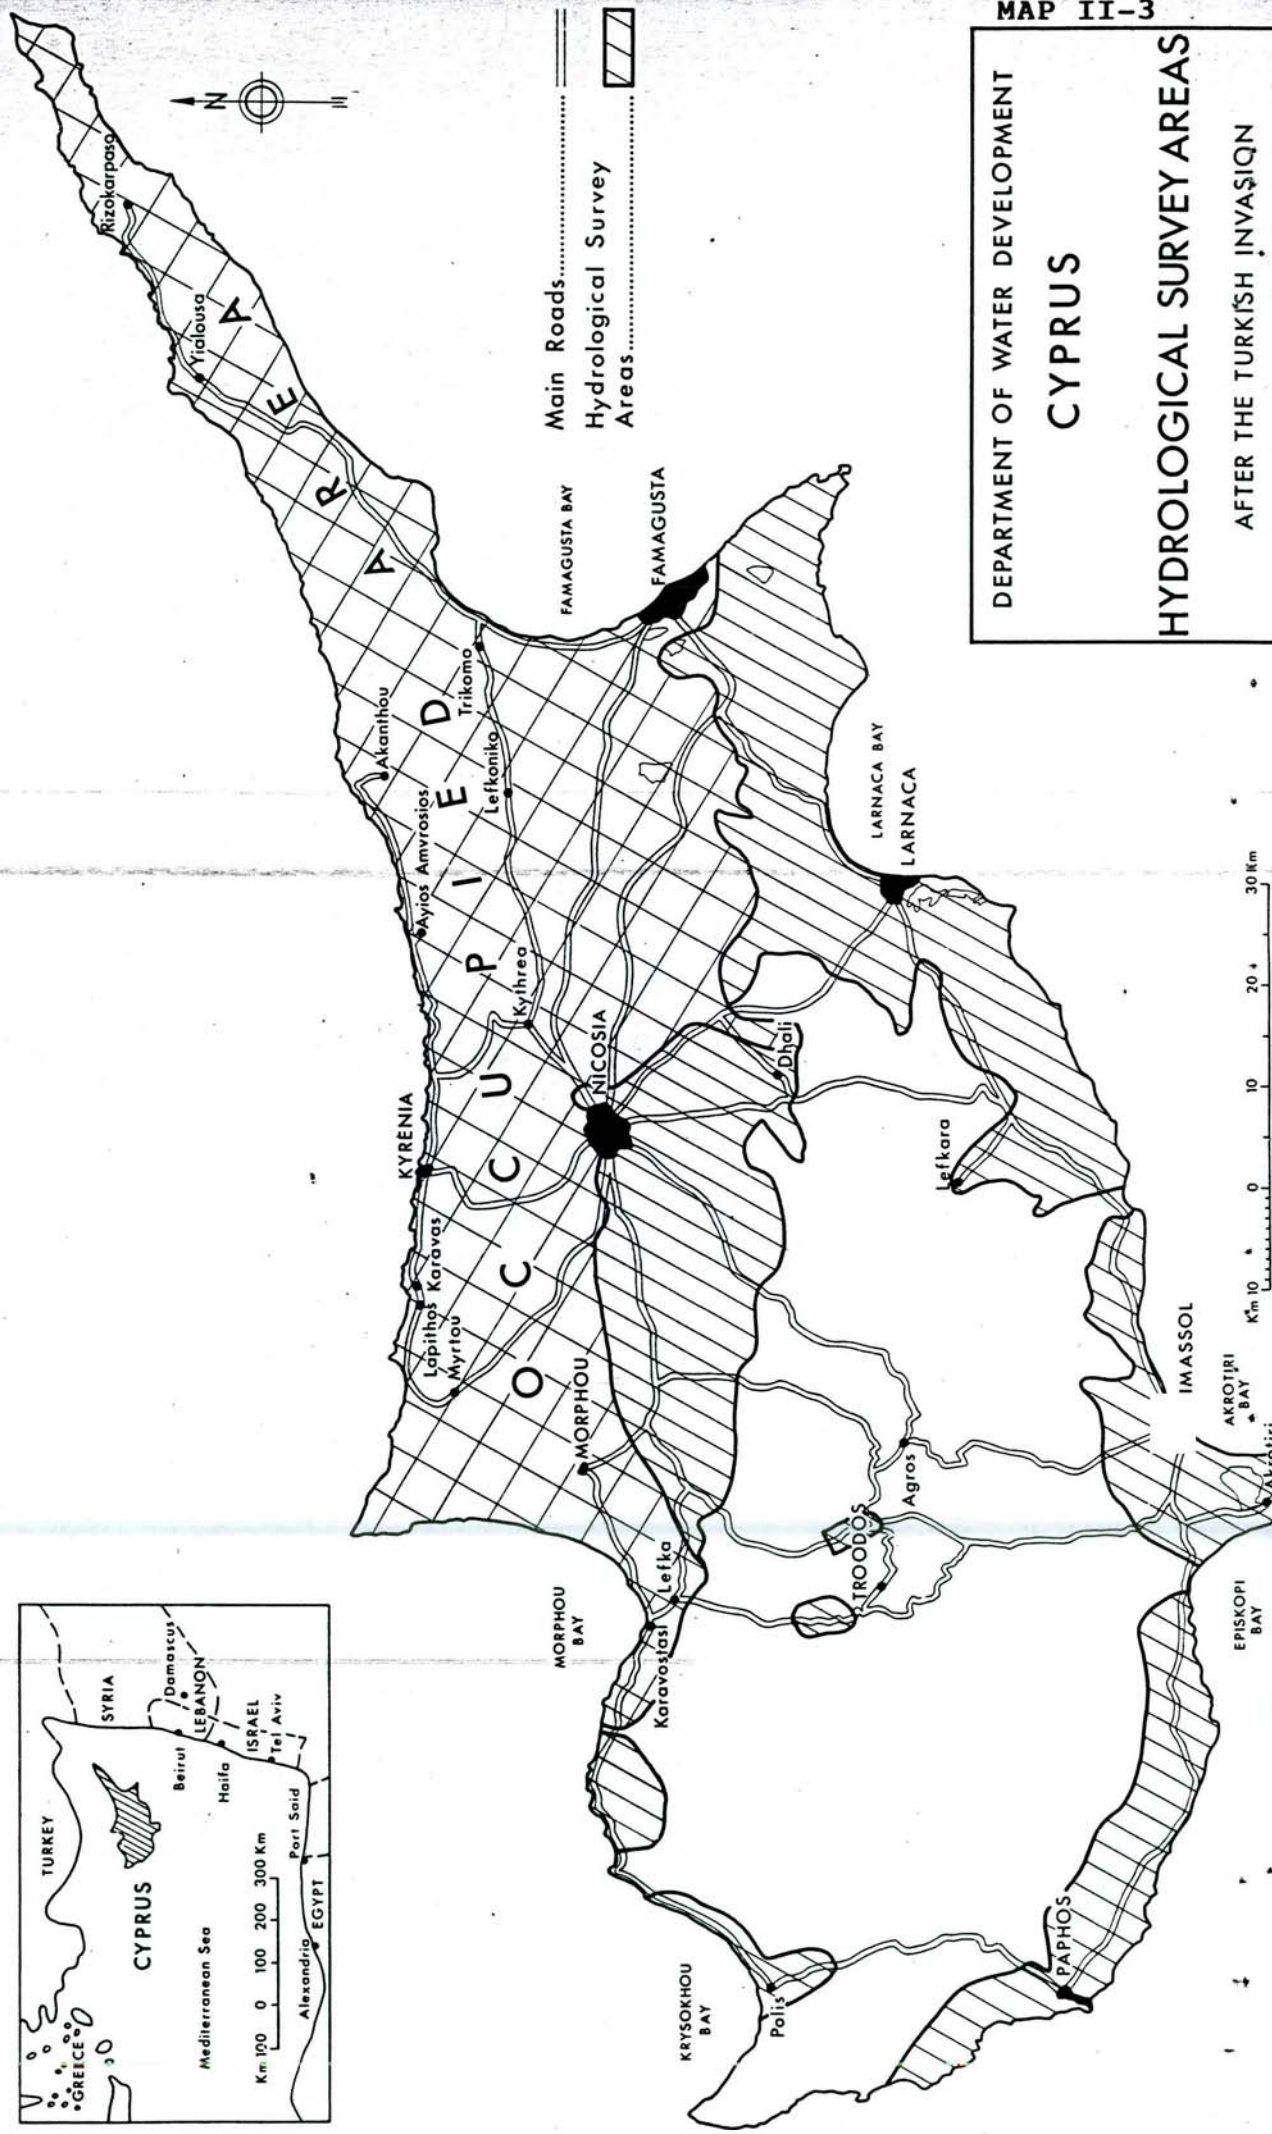 MAP II-3
DEPARTMENT OF WATER DEVELOPMENT
CYPRUS
HYDROLOGICAL SURVEY AREAS
AFTER THE TURKISH INVASION
N
Main Roads
Hydrological Survey
Areas
TURKEY
GREECE
CYPRUS
SYRIA
Damascus
LEBANON
Beirut
Haifa
ISRAEL
Tel Aviv
Port Said
Mediterranean Sea
Km 100 0 100 200 300 Km
Alexandria
EGYPT
OCCUPIED AREA
Rizokarpaso
Yialousa
Akanthou
Ayios Amvrosios
Trikomo
Lefkoniko
Kythrea
KYRENIA
Karavas
Lapithos
Myrtou
NICOSIA
MORPHOU
FAMAGUSTA BAY
FAMAGUSTA
MORPHOU
BAY
Lefka
Karavostasi
Dhali
LARNACA BAY
LARNACA
Lefkara
TROODOS
Agros
KRYSOKHOU
BAY
Polis
PAPHOS
EPISKOPI
BAY
IMASSOL
AKROTIRI
BAY
Akrotiri
Km 10 0 10 20 30 Km